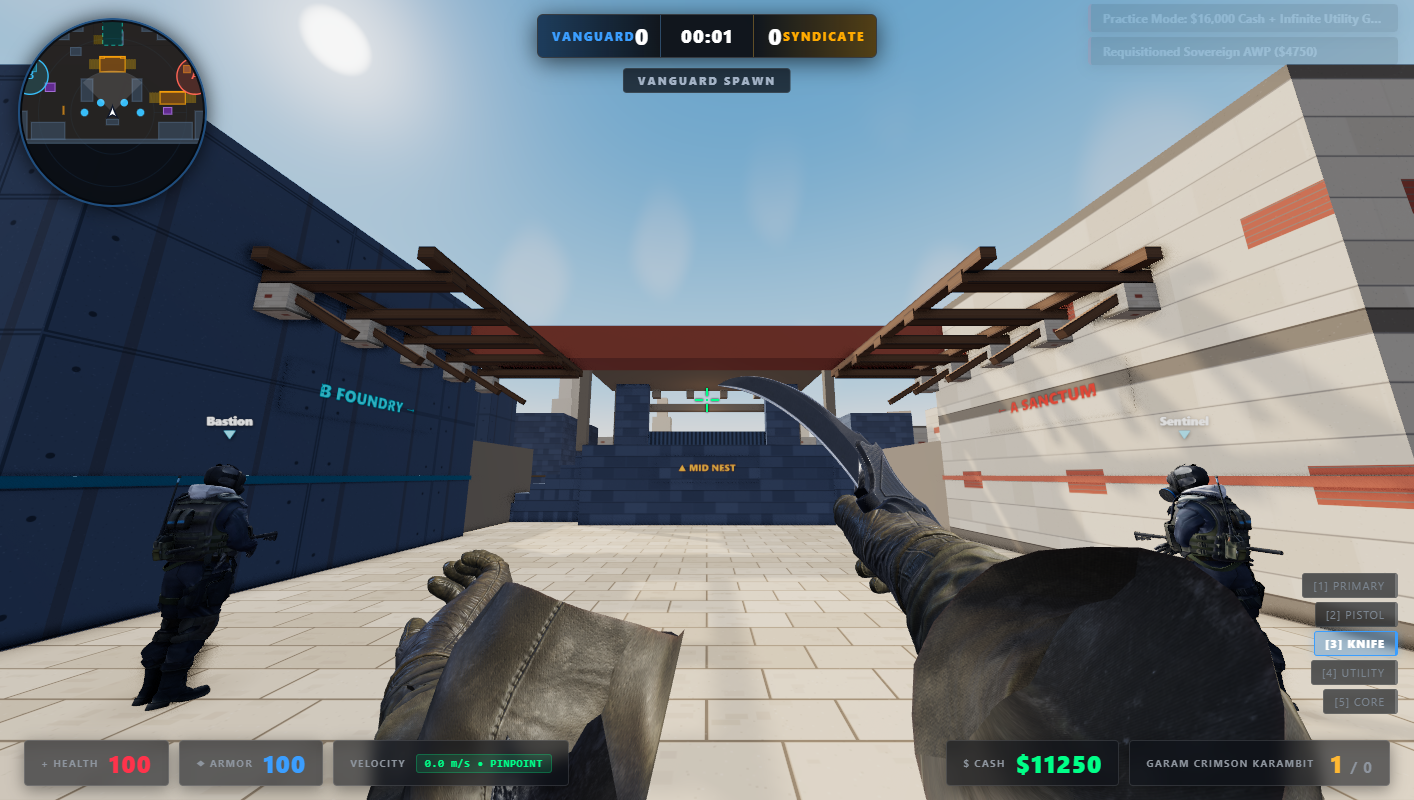 Practice Mode: $16,000 Cash + Infinite Utility G...
VANGUARD 0 00:01 0 SYNDICATE
Requisitioned Sovereign AWP ($4750)
VANGUARD SPAWN
B
A
B FOUNDRY →
← A SANCTUM
Bastion
Sentinel
▲ MID NEST
[1] PRIMARY
[2] PISTOL
[3] KNIFE
[4] UTILITY
[5] CORE
+ HEALTH 100
◆ ARMOR 100
VELOCITY 0.0 m/s • PINPOINT
$ CASH $11250
GARAM CRIMSON KARAMBIT 1 / 0